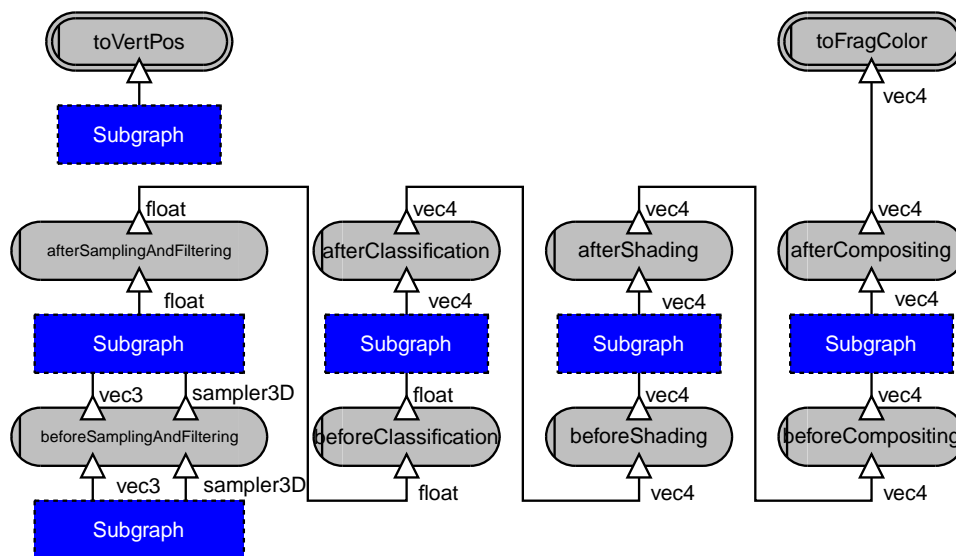 toVertPos
toFragColor
vec4
Subgraph
float
vec4
vec4
vec4
afterSamplingAndFiltering
afterClassification
afterShading
afterCompositing
float
vec4
vec4
vec4
Subgraph
Subgraph
Subgraph
Subgraph
vec3
sampler3D
float
vec4
vec4
beforeSamplingAndFiltering
beforeClassification
beforeShading
beforeCompositing
vec3
sampler3D
float
vec4
vec4
Subgraph